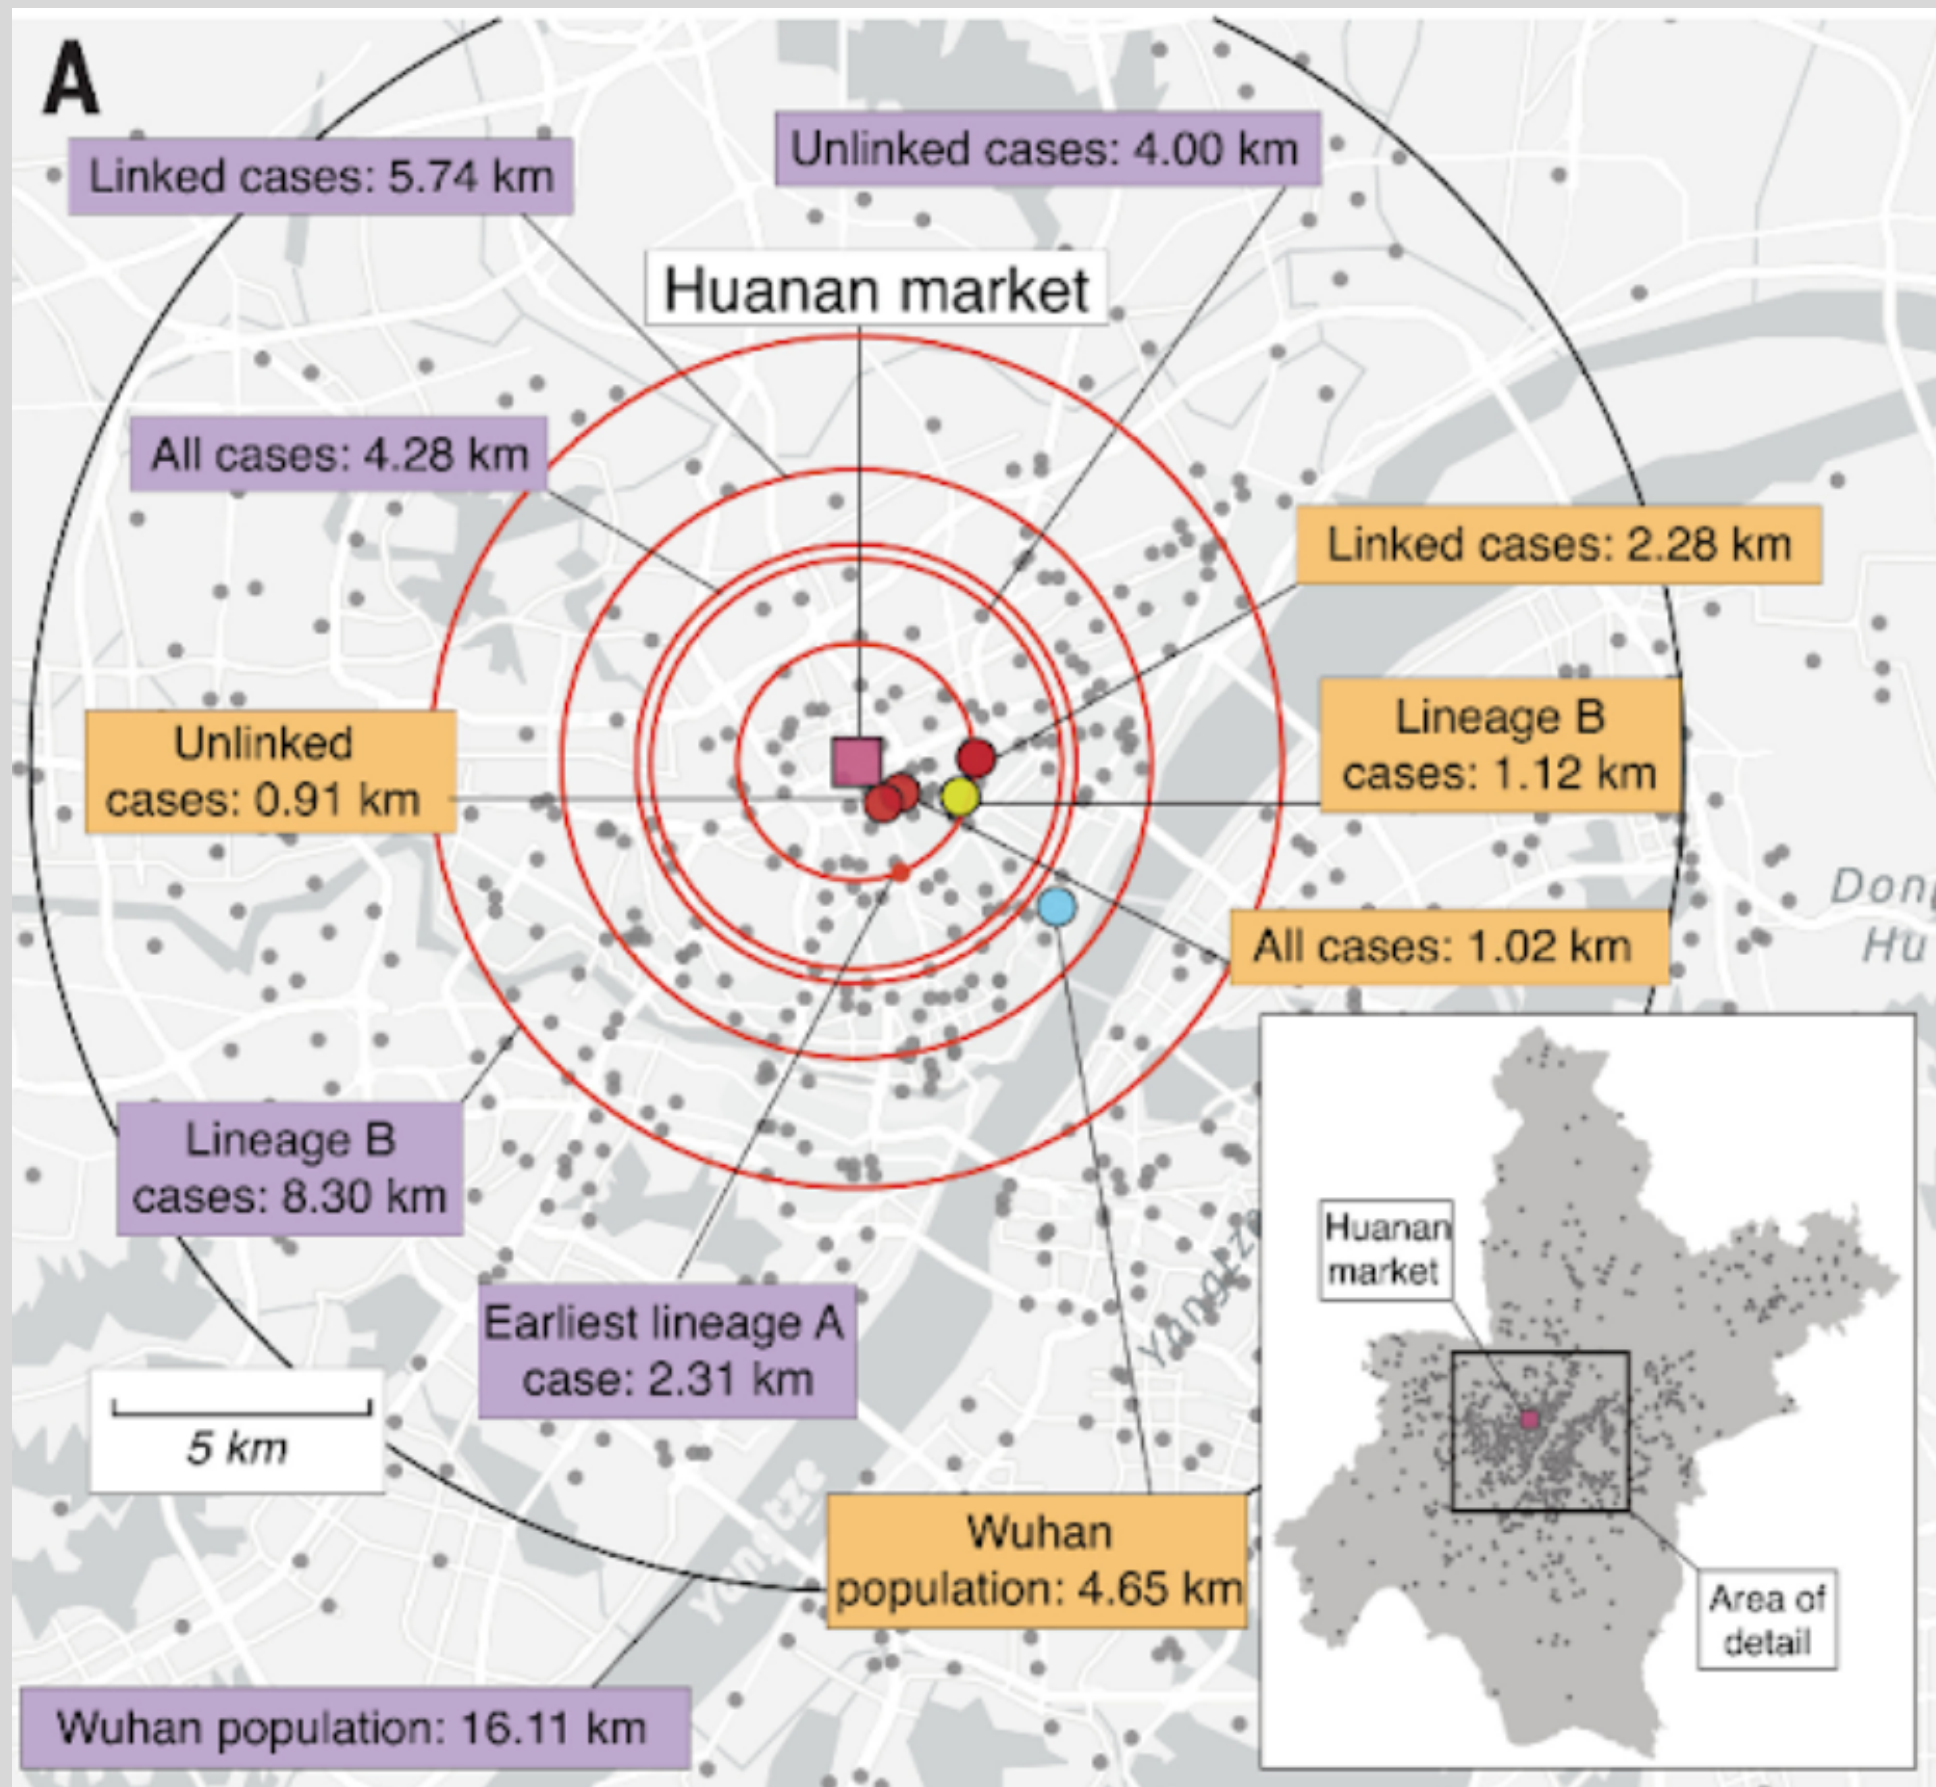 A
Linked cases: 5.74 km
Unlinked cases: 4.00 km
Huanan market
All cases: 4.28 km
Linked cases: 2.28 km
Unlinked
cases: 0.91 km
Lineage B
cases: 1.12 km
Hu
All cases: 1.02 km
Lineage B
cases: 8.30 km
Earliest lineage A
case: 2.31 km
5 km
Yangtze
Yangtze
Wuhan
population: 4.65 km
Wuhan population: 16.11 km
Huanan
market
Area of
detail